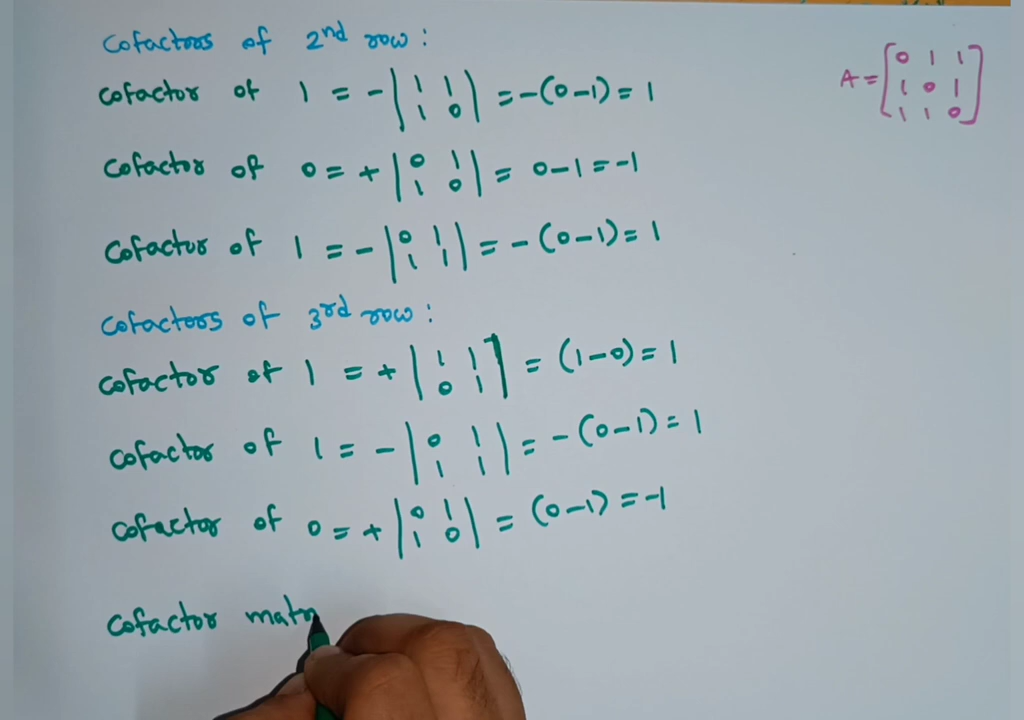 Cofactors of 2nd row :
cofactor of 1 = - | 1 1 | = -(0-1) = 1
| 1 0 |
cofactor of 0 = + | 0 1 | = 0-1 = -1
| 1 0 |
Cofactor of 1 = - | 0 1 | = -(0-1) = 1
| 1 1 |
Cofactors of 3rd row :
cofactor of 1 = + | 1 1 | = (1-0) = 1
| 0 1 |
cofactor of 1 = - | 0 1 | = -(0-1) = 1
| 1 1 |
cofactor of 0 = + | 0 1 | = (0-1) = -1
| 1 0 |
Cofactor matr
A = [ 0 1 1
1 0 1
1 1 0 ]